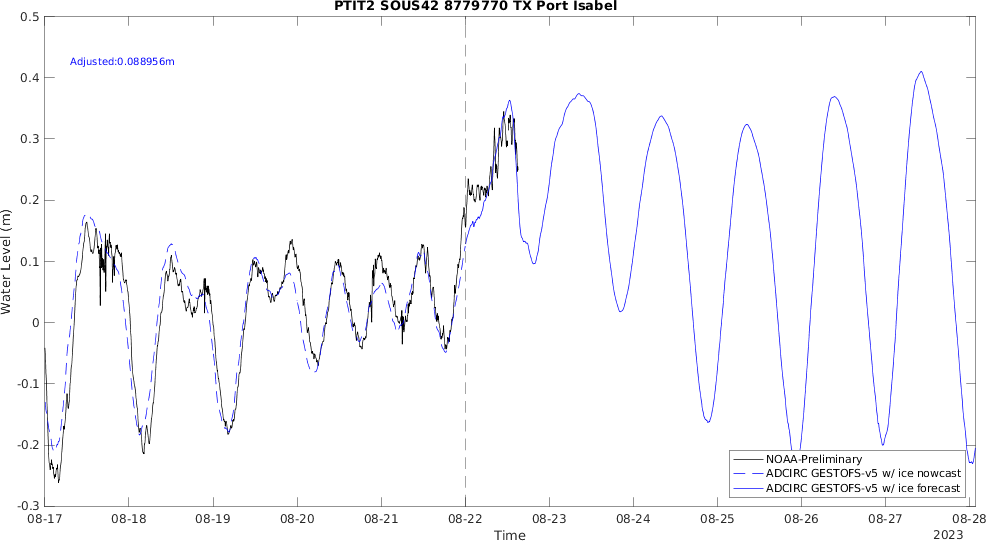 PTIT2 SOUS42 8779770 TX Port Isabel
0.5
Adjusted:0.088956m
0.4
0.3
0.2
0.1
0
-0.1
-0.2
-0.3
Water Level (m)
NOAA-Preliminary
ADCIRC GESTOFS-v5 w/ ice nowcast
ADCIRC GESTOFS-v5 w/ ice forecast
08-17 08-18 08-19 08-20 08-21 08-22 08-23 08-24 08-25 08-26 08-27 08-28
Time
2023